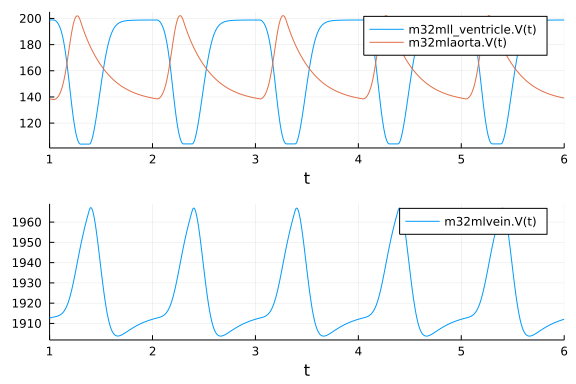 200
180
160
140
120
m32mll_ventricle.V(t)
m32mlaorta.V(t)
1 2 3 4 5 6
t
1960
1950
1940
1930
1920
1910
m32mlvein.V(t)
1 2 3 4 5 6
t